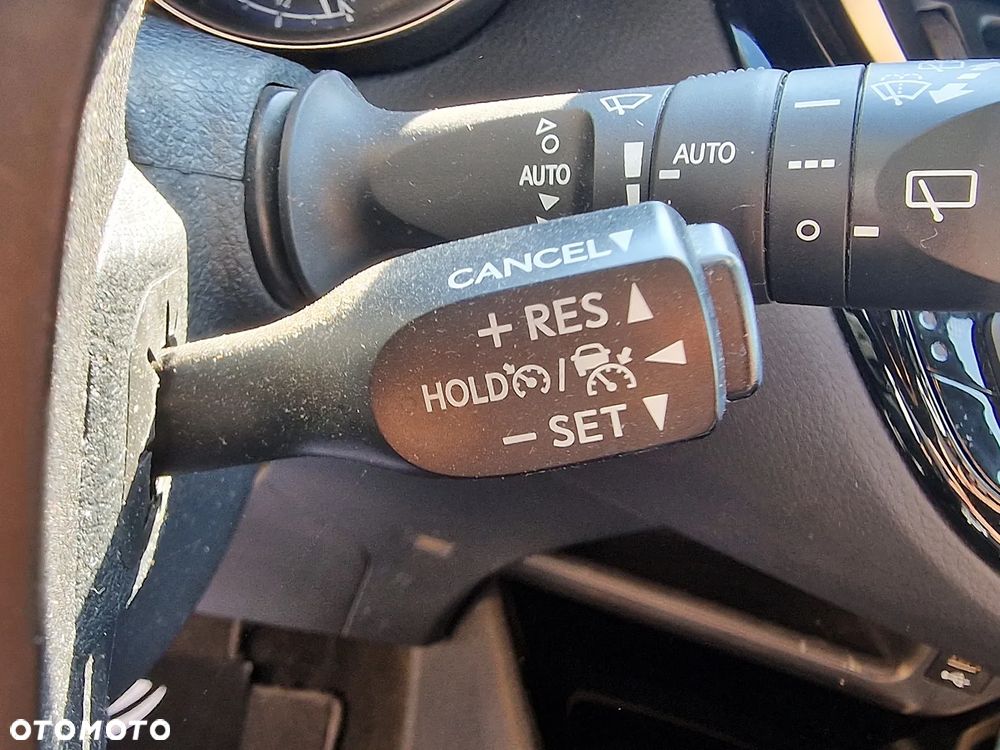 AUTO
AUTO
CANCEL
+ RES
HOLD /
- SET
OTOMOTO